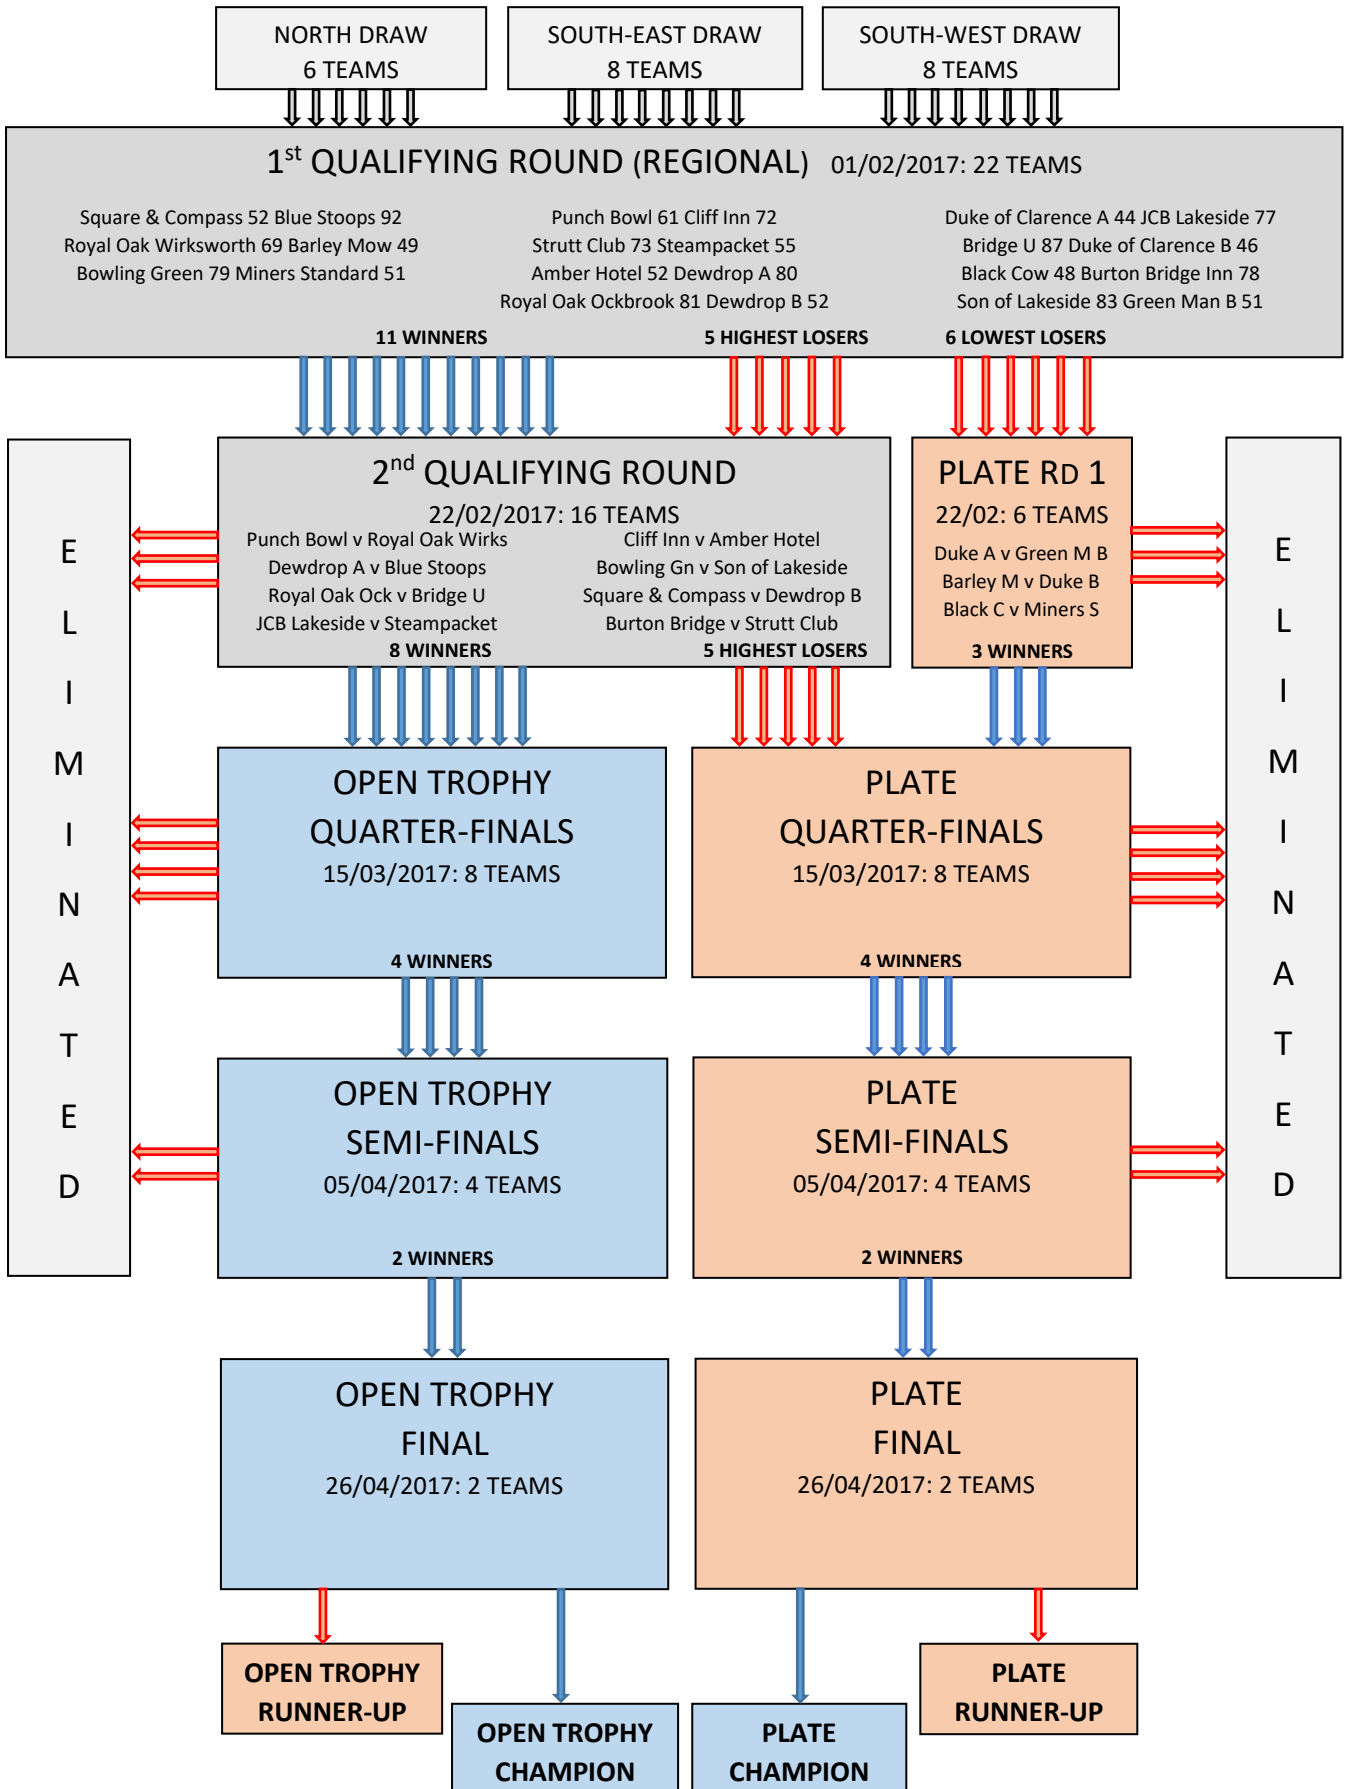 NORTH DRAW
6 TEAMS
SOUTH-EAST DRAW
8 TEAMS
SOUTH-WEST DRAW
8 TEAMS
1st QUALIFYING ROUND (REGIONAL) 01/02/2017: 22 TEAMS
Square & Compass 52 Blue Stoops 92
Royal Oak Wirksworth 69 Barley Mow 49
Bowling Green 79 Miners Standard 51
Punch Bowl 61 Cliff Inn 72
Strutt Club 73 Steampacket 55
Amber Hotel 52 Dewdrop A 80
Royal Oak Ockbrook 81 Dewdrop B 52
Duke of Clarence A 44 JCB Lakeside 77
Bridge U 87 Duke of Clarence B 46
Black Cow 48 Burton Bridge Inn 78
Son of Lakeside 83 Green Man B 51
11 WINNERS
5 HIGHEST LOSERS
6 LOWEST LOSERS
2nd QUALIFYING ROUND
22/02/2017: 16 TEAMS
Punch Bowl v Royal Oak Wirks
Dewdrop A v Blue Stoops
Royal Oak Ock v Bridge U
JCB Lakeside v Steampacket
Cliff Inn v Amber Hotel
Bowling Gn v Son of Lakeside
Square & Compass v Dewdrop B
Burton Bridge v Strutt Club
8 WINNERS
5 HIGHEST LOSERS
PLATE RD 1
22/02: 6 TEAMS
Duke A v Green M B
Barley M v Duke B
Black C v Miners S
3 WINNERS
E
L
I
M
I
N
A
T
E
D
E
L
I
M
I
N
A
T
E
D
OPEN TROPHY
QUARTER-FINALS
15/03/2017: 8 TEAMS
4 WINNERS
PLATE
QUARTER-FINALS
15/03/2017: 8 TEAMS
4 WINNERS
OPEN TROPHY
SEMI-FINALS
05/04/2017: 4 TEAMS
2 WINNERS
PLATE
SEMI-FINALS
05/04/2017: 4 TEAMS
2 WINNERS
OPEN TROPHY
FINAL
26/04/2017: 2 TEAMS
PLATE
FINAL
26/04/2017: 2 TEAMS
OPEN TROPHY
RUNNER-UP
OPEN TROPHY
CHAMPION
PLATE
CHAMPION
PLATE
RUNNER-UP